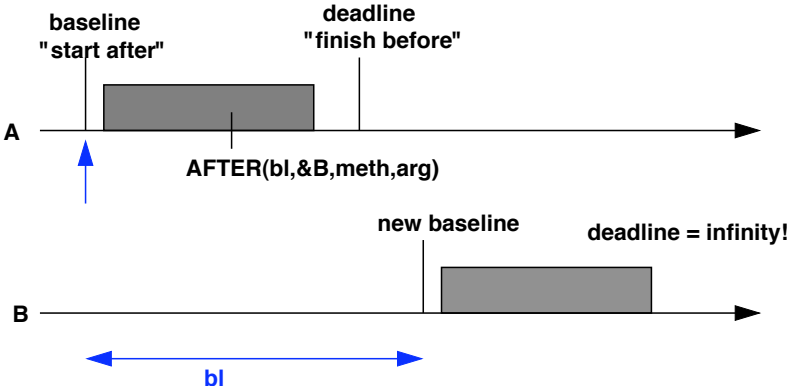 baseline
"start after"
deadline
"finish before"
A
AFTER(bl,&B,meth,arg)
new baseline
deadline = infinity!
B
bl